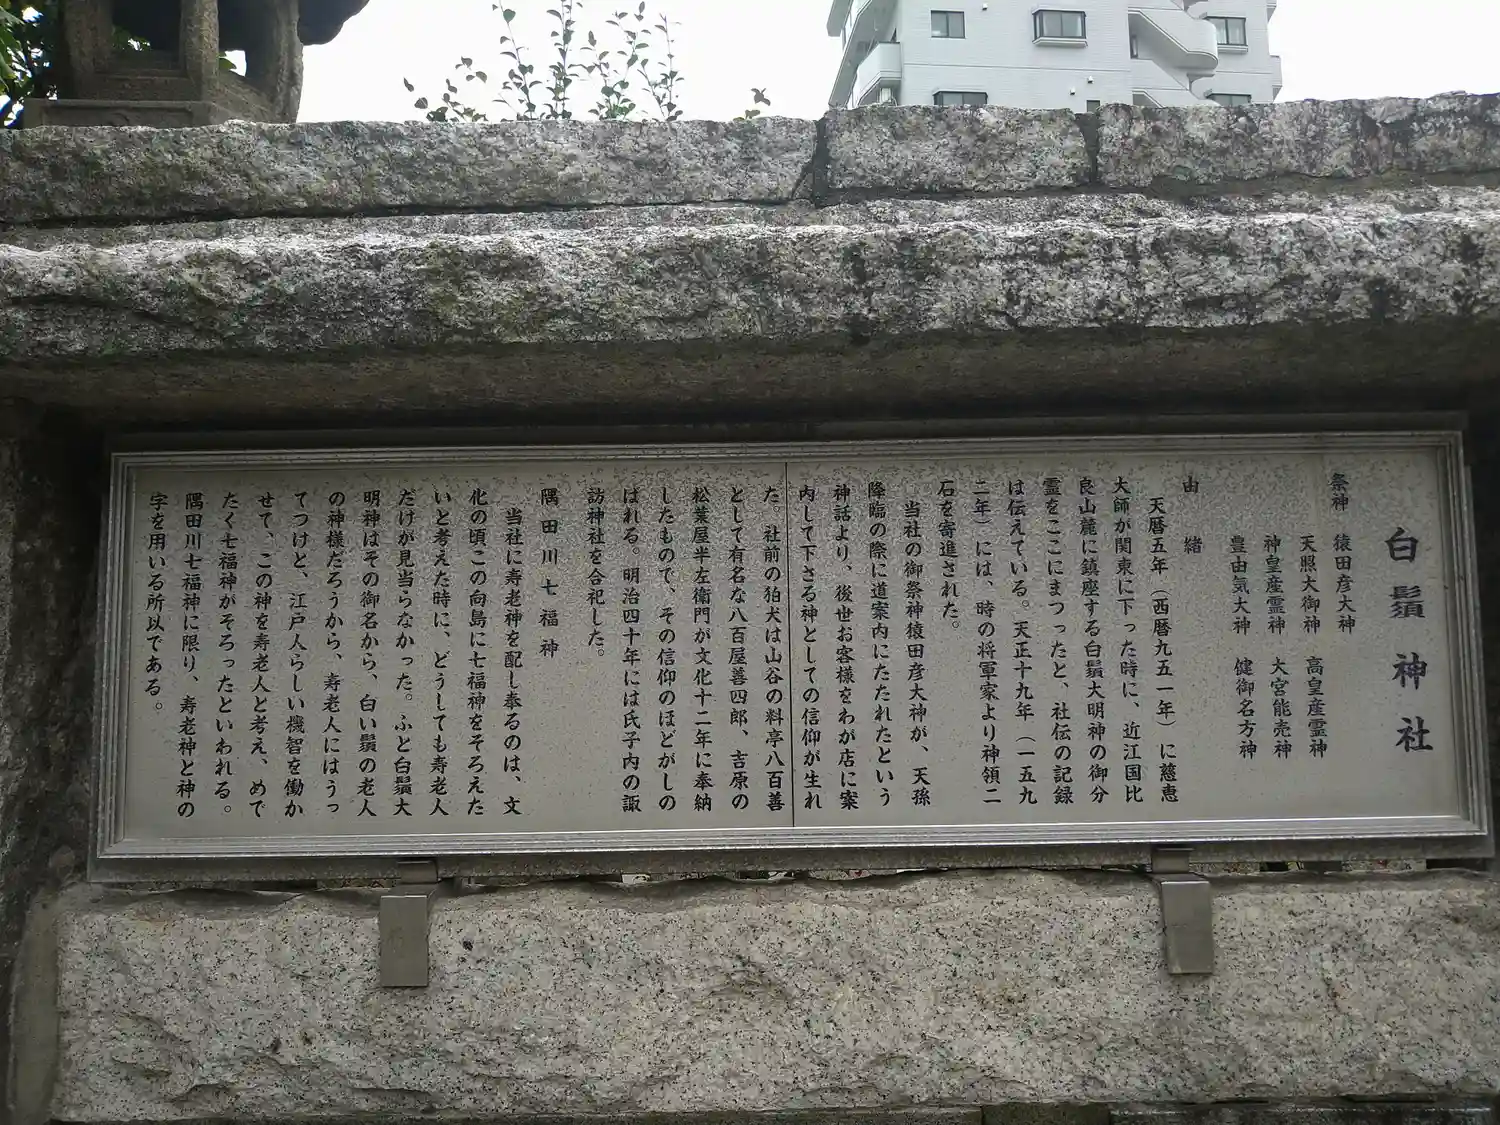 白鬚神社
祭神　猿田彦大神
天照大御神　高皇産霊神
神皇産霊神　大宮能売神
豊由気大神　健御名方神
由緒
天暦五年（西暦九五一年）に慈恵
大師が関東に下った時に、近江国比
良山麓に鎮座する白鬚大明神の御分
霊をここにまつったと、社伝の記録
は伝えている。天正十九年（一五九
二年）には、時の将軍家より神領二
石を寄進された。
当社の御祭神猿田彦大神が、天孫
降臨の際に道案内にたたれたという
神話より、後世お客様をわが店に案
内して下さる神としての信仰が生れ
た。社前の狛犬は山谷の料亭八百善
として有名な八百屋善四郎、吉原の
松葉屋半左衛門が文化十二年に奉納
したもので、その信仰のほどがしの
ばれる。明治四十年には氏子内の諏
訪神社を合祀した。
隅田川七福神
当社に寿老神を配し奉るのは、文
化の頃この向島に七福神をそろえた
いと考えた時に、どうしても寿老人
だけが見当らなかった。ふと白鬚大
明神はその御名から、白い鬚の老人
の神様だろうから、寿老人にはうっ
てつけと、江戸人らしい機智を働か
せて、この神を寿老人と考え、めで
たく七福神がそろったといわれる。
隅田川七福神に限り、寿老神と神の
字を用いる所以である。